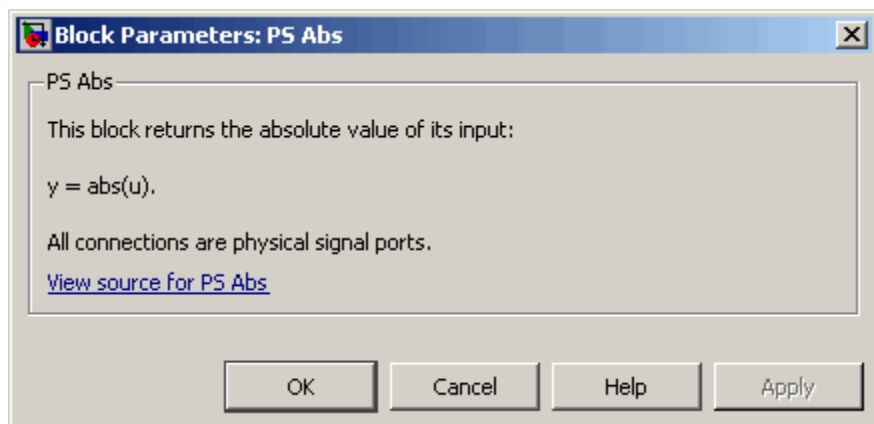 Block Parameters: PS Abs
PS Abs
This block returns the absolute value of its input:
y = abs(u).
All connections are physical signal ports.
View source for PS Abs
OK Cancel Help Apply